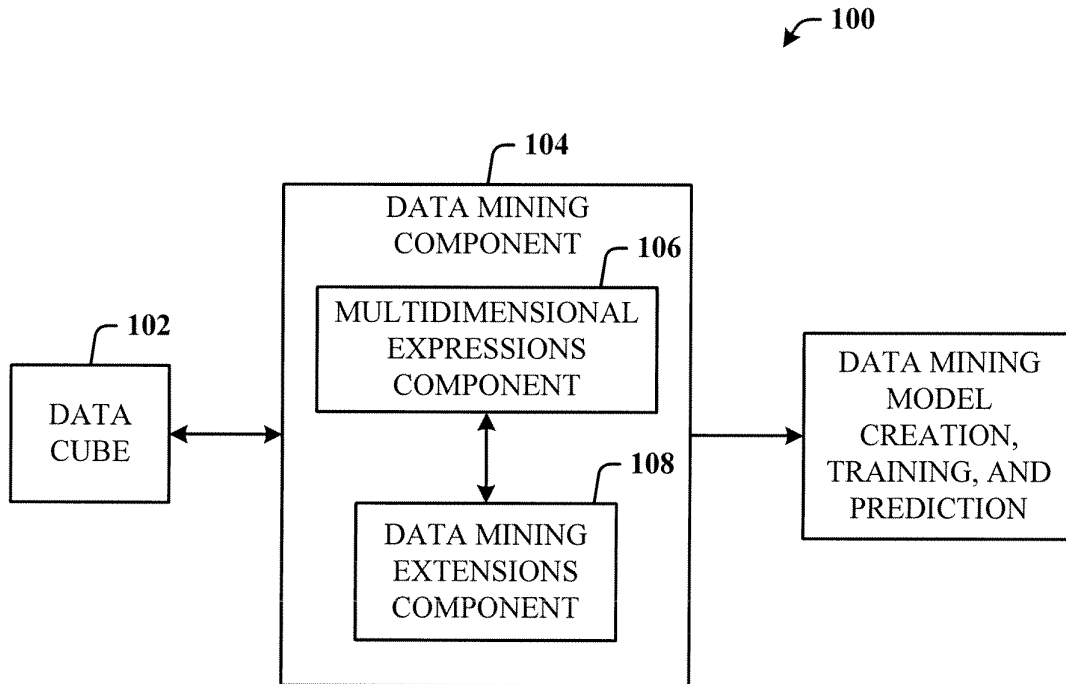 100
104
DATA MINING
COMPONENT
106
MULTIDIMENSIONAL
EXPRESSIONS
COMPONENT
102
DATA
CUBE
108
DATA MINING
EXTENSIONS
COMPONENT
DATA MINING
MODEL
CREATION,
TRAINING, AND
PREDICTION